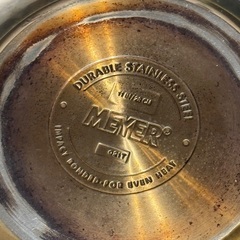 DURABLE STAINLESS STEEL
MEYER®
IMPACT BONDED·FOR EVEN HEAT